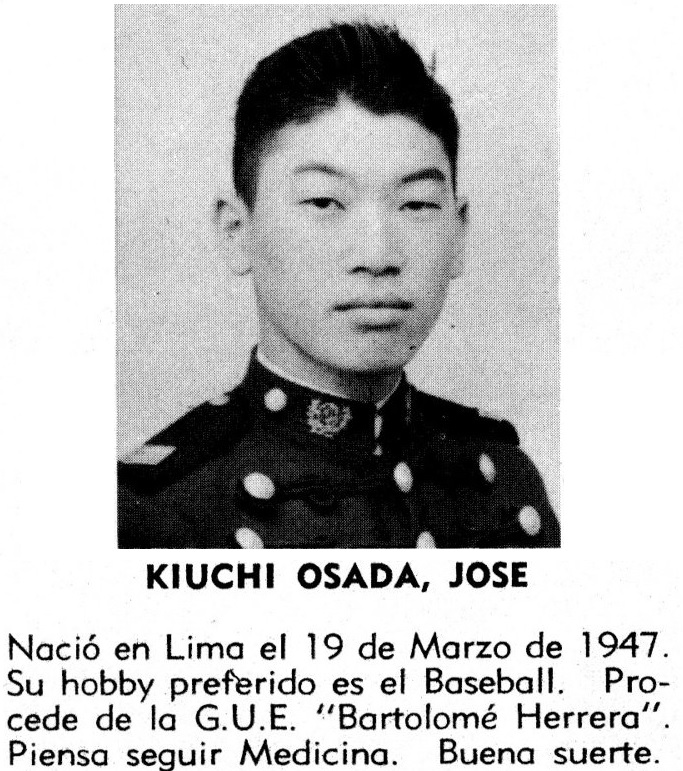 KIUCHI OSADA, JOSE
Nació en Lima el 19 de Marzo de 1947.
Su hobby preferido es el Baseball. Pro-
cede de la G.U.E. "Bartolomé Herrera".
Piensa seguir Medicina. Buena suerte.